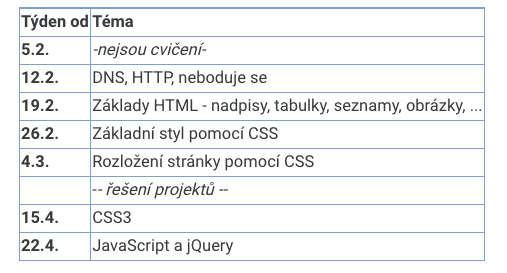 Týden od Téma
5.2. -nejsou cvičení-
12.2. DNS, HTTP, neboduje se
19.2. Základy HTML - nadpisy, tabulky, seznamy, obrázky, ...
26.2. Základní styl pomocí CSS
4.3. Rozložení stránky pomocí CSS
-- řešení projektů --
15.4. CSS3
22.4. JavaScript a jQuery